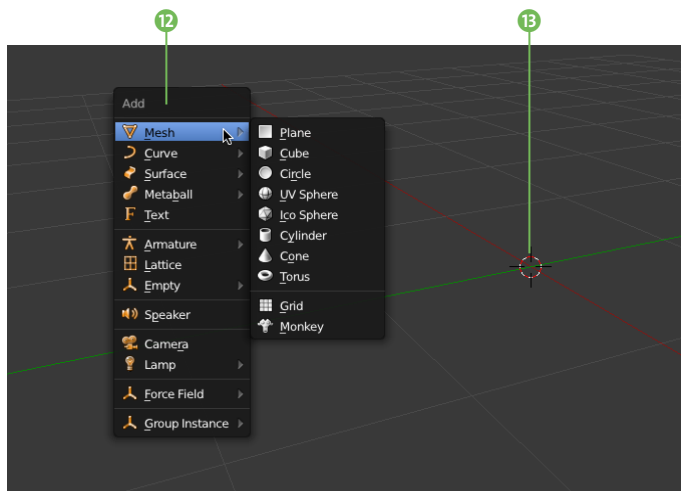 12
13
Add
Mesh
Curve
Surface
Metaball
Text
Armature
Lattice
Empty
Speaker
Camera
Lamp
Force Field
Group Instance
Plane
Cube
Circle
UV Sphere
Ico Sphere
Cylinder
Cone
Torus
Grid
Monkey